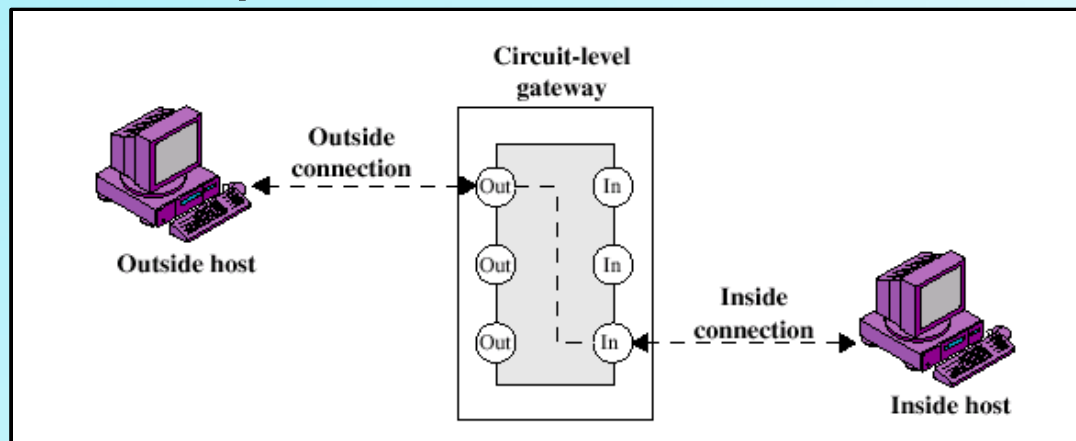 Circuit-level
gateway
Outside
connection
Out
In
Outside host
Out
In
Inside
connection
Out
In
Inside host